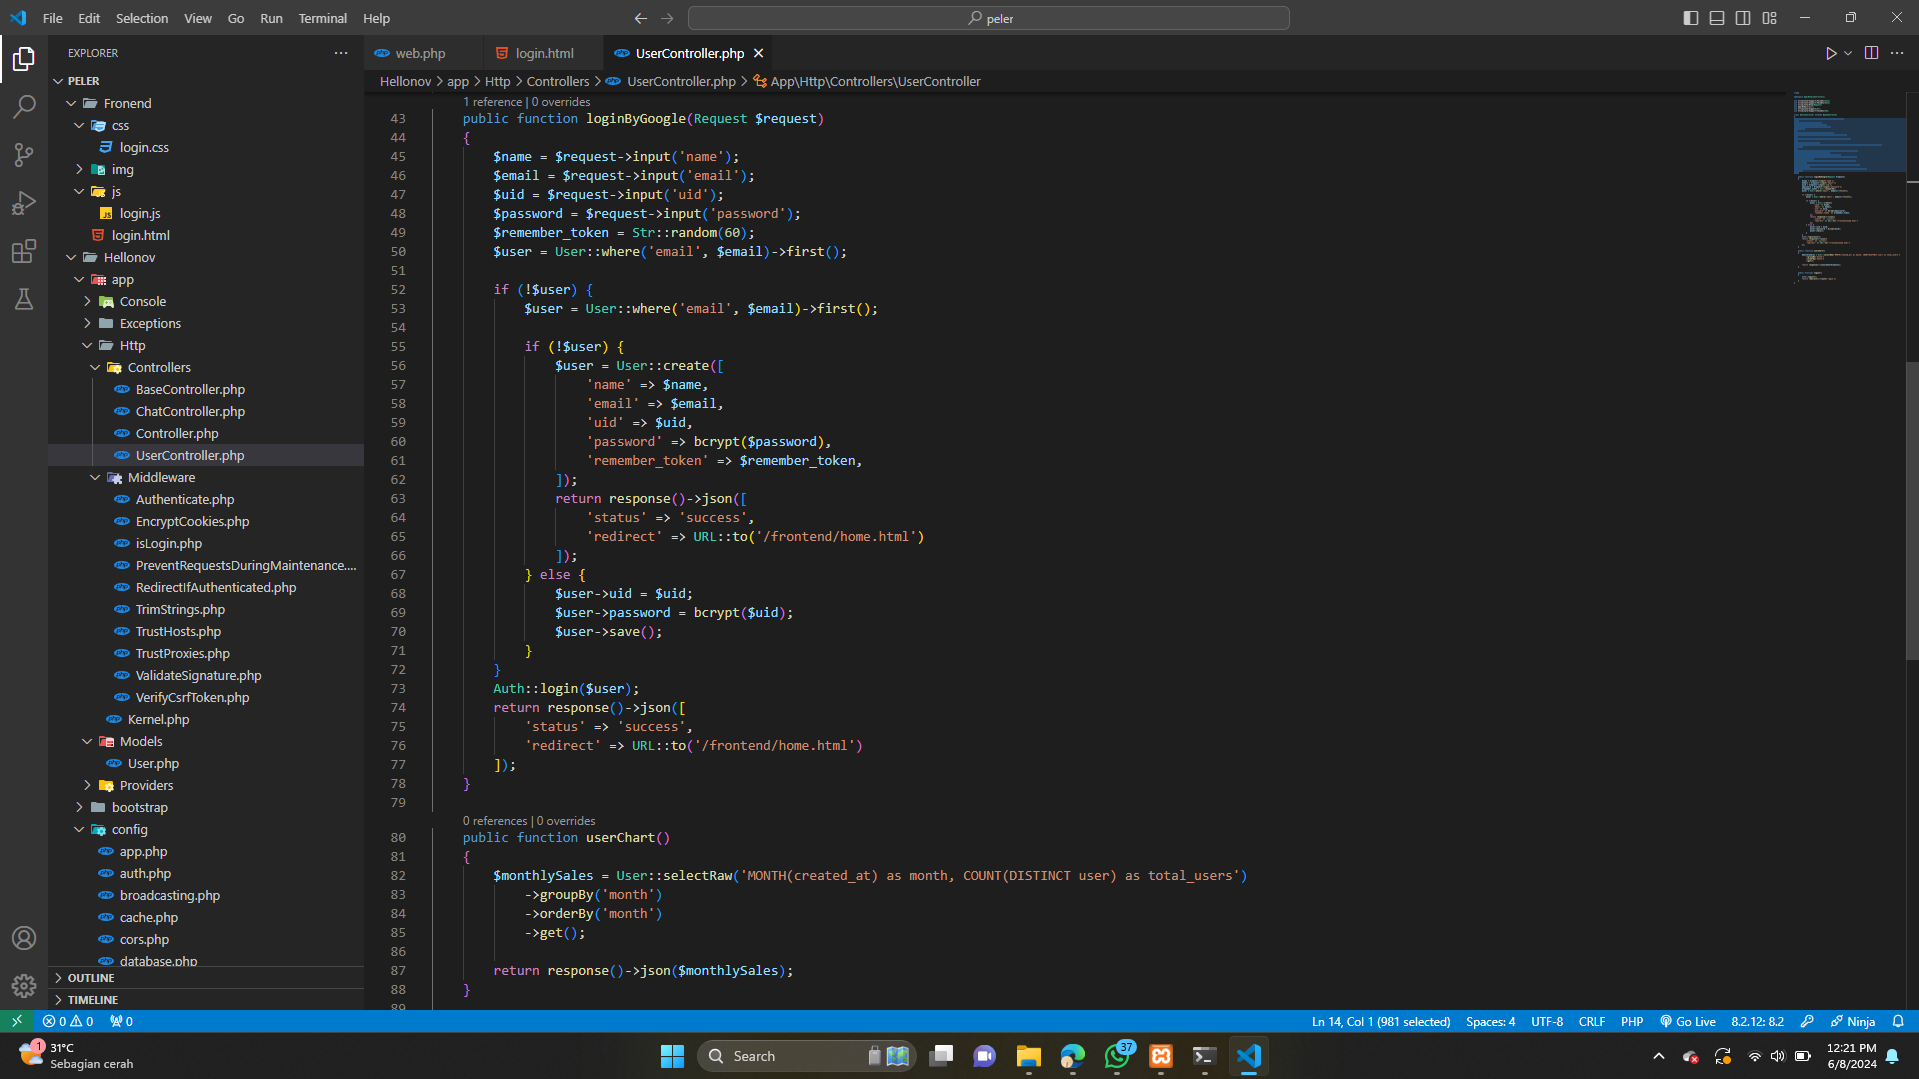 File Edit Selection View Go Run Terminal Help
peler
EXPLORER
PELER
Fronend
css
login.css
img
js
login.js
login.html
Hellonov
app
Console
Exceptions
Http
Controllers
BaseController.php
ChatController.php
Controller.php
UserController.php
Middleware
Authenticate.php
EncryptCookies.php
isLogin.php
PreventRequestsDuringMaintenance....
RedirectIfAuthenticated.php
TrimStrings.php
TrustHosts.php
TrustProxies.php
ValidateSignature.php
VerifyCsrfToken.php
Kernel.php
Models
User.php
Providers
bootstrap
config
app.php
auth.php
broadcasting.php
cache.php
cors.php
database.php
OUTLINE
TIMELINE
web.php login.html UserController.php
Hellonov > app > Http > Controllers > UserController.php > App\Http\Controllers\UserController
1 reference | 0 overrides
43 public function loginByGoogle(Request $request)
44 {
45 $name = $request->input('name');
46 $email = $request->input('email');
47 $uid = $request->input('uid');
48 $password = $request->input('password');
49 $remember_token = Str::random(60);
50 $user = User::where('email', $email)->first();
51
52 if (!$user) {
53 $user = User::where('email', $email)->first();
54
55 if (!$user) {
56 $user = User::create([
57 'name' => $name,
58 'email' => $email,
59 'uid' => $uid,
60 'password' => bcrypt($password),
61 'remember_token' => $remember_token,
62 ]);
63 return response()->json([
64 'status' => 'success',
65 'redirect' => URL::to('/frontend/home.html')
66 ]);
67 } else {
68 $user->uid = $uid;
69 $user->password = bcrypt($uid);
70 $user->save();
71 }
72 }
73 Auth::login($user);
74 return response()->json([
75 'status' => 'success',
76 'redirect' => URL::to('/frontend/home.html')
77 ]);
78 }
79
0 references | 0 overrides
80 public function userChart()
81 {
82 $monthlySales = User::selectRaw('MONTH(created_at) as month, COUNT(DISTINCT user) as total_users')
83 ->groupBy('month')
84 ->orderBy('month')
85 ->get();
86
87 return response()->json($monthlySales);
88 }
89
0 0 0 Ln 14, Col 1 (981 selected) Spaces: 4 UTF-8 CRLF PHP Go Live 8.2.12: 8.2 Ninja
1 31°C
Sebagian cerah
Search
37
12:21 PM
6/8/2024